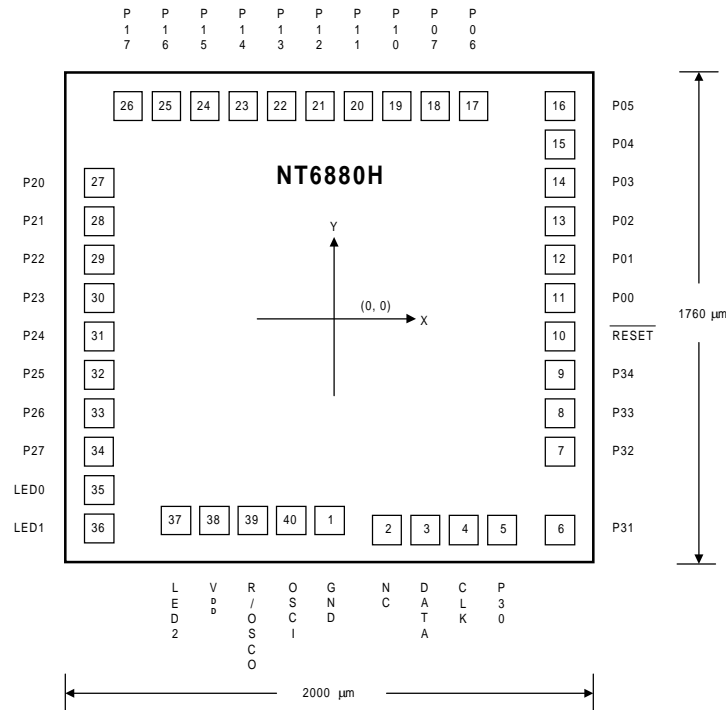 P17 P16 P15 P14 P13 P12 P11 P10 P07 P06
26 25 24 23 22 21 20 19 18 17 16 P05
15 P04
P20 27 NT6880H 14 P03
P21 28 Y 13 P02
P22 29 12 P01
P23 30 (0, 0) 11 P00
X 1760 μm
P24 31 10 RESET
P25 32 9 P34
P26 33 8 P33
P27 34 7 P32
LED0 35
LED1 36 37 38 39 40 1 2 3 4 5 6 P31
LED2 VDD R/OSCO OSCI GND NC DATA CLK P30
2000 μm